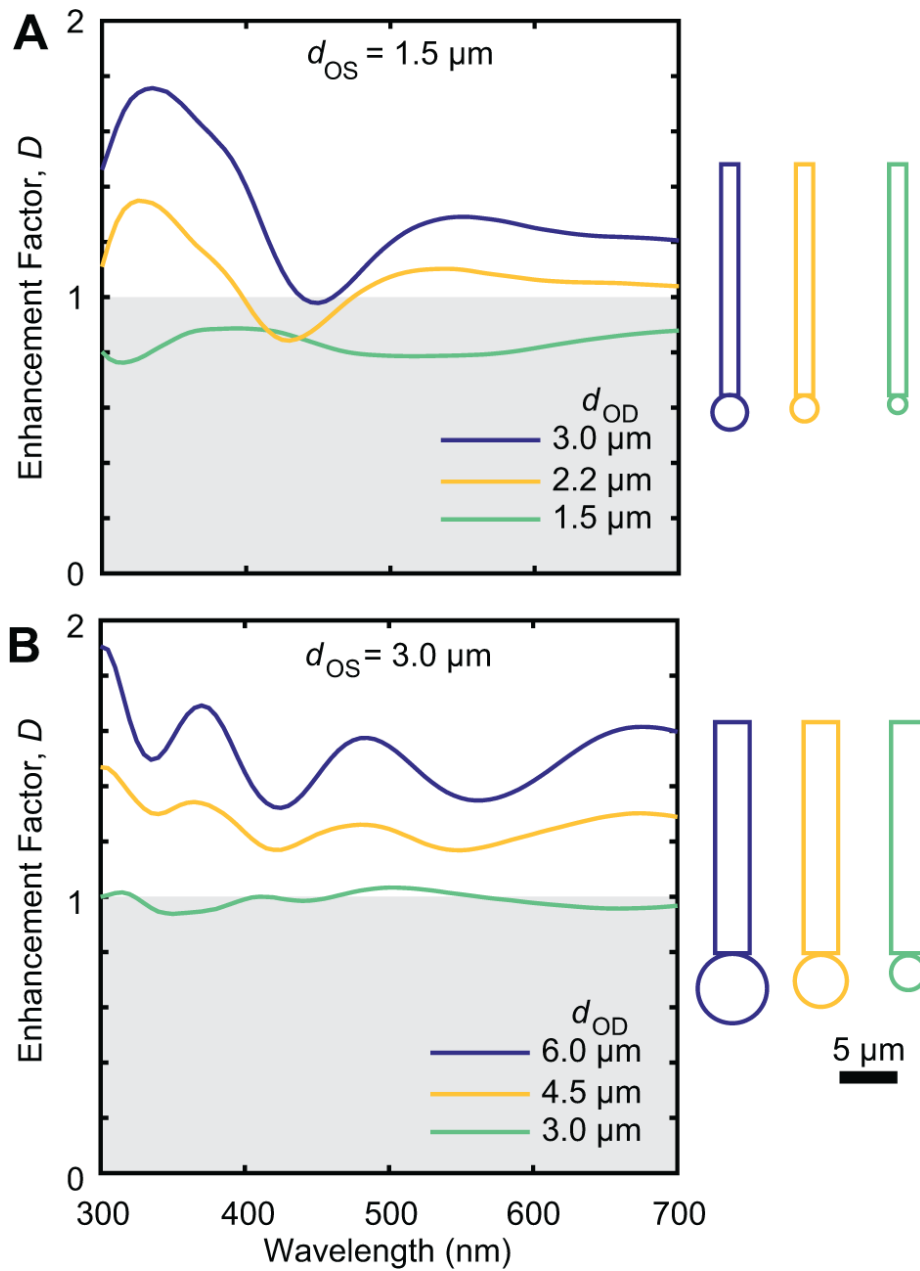 A
2
d_OS = 1.5 µm
Enhancement Factor, D
1
d_OD
3.0 µm
2.2 µm
1.5 µm
0
B
2
d_OS = 3.0 µm
Enhancement Factor, D
1
d_OD
6.0 µm
4.5 µm
3.0 µm
5 µm
0
300 400 500 600 700
Wavelength (nm)